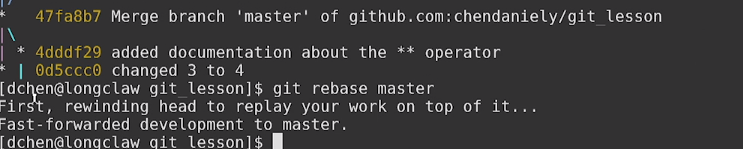 |/
*   47fa8b7 Merge branch 'master' of github.com:chendaniely/git_lesson
|\
| * 4dddf29 added documentation about the ** operator
* | 0d5ccc0 changed 3 to 4
[dchen@longclaw git_lesson]$ git rebase master
First, rewinding head to replay your work on top of it...
Fast-forwarded development to master.
[dchen@longclaw git_lesson]$